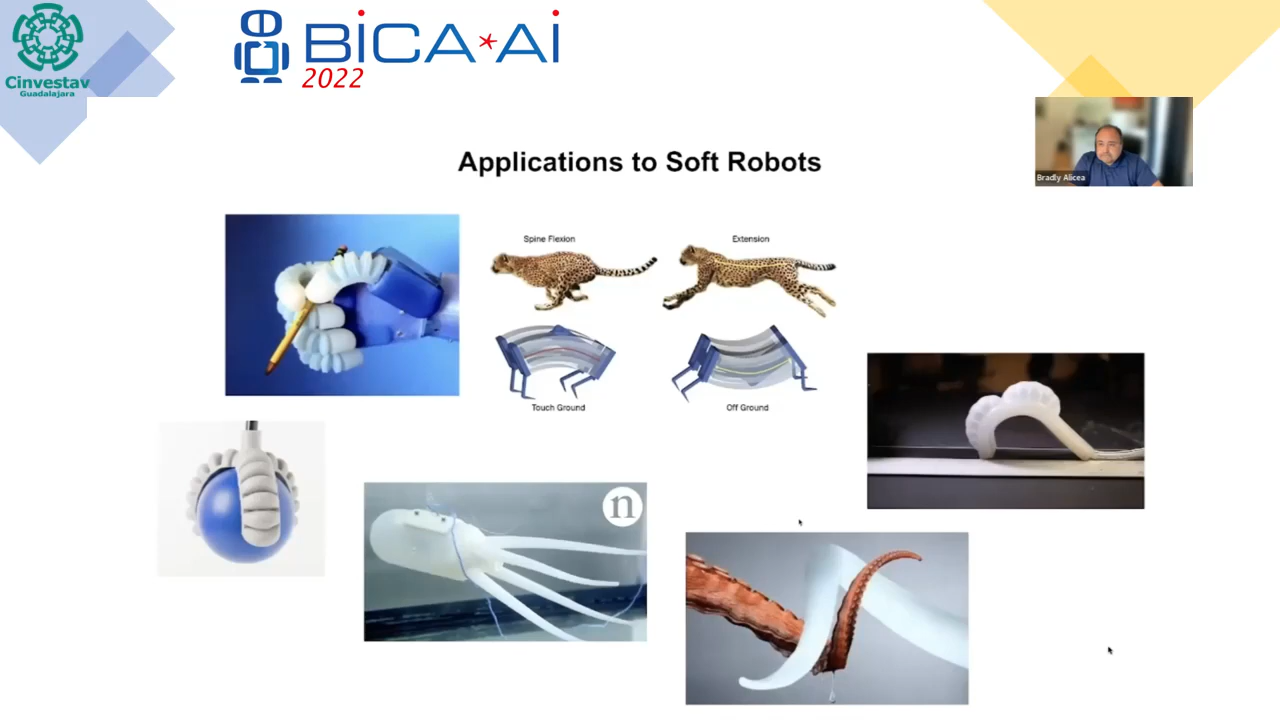 Cinvestav
Guadalajara
BiCA*Ai
2022
Applications to Soft Robots
Bradly Alicea
Spine Flexion
Extension
Touch Ground
Off Ground
n